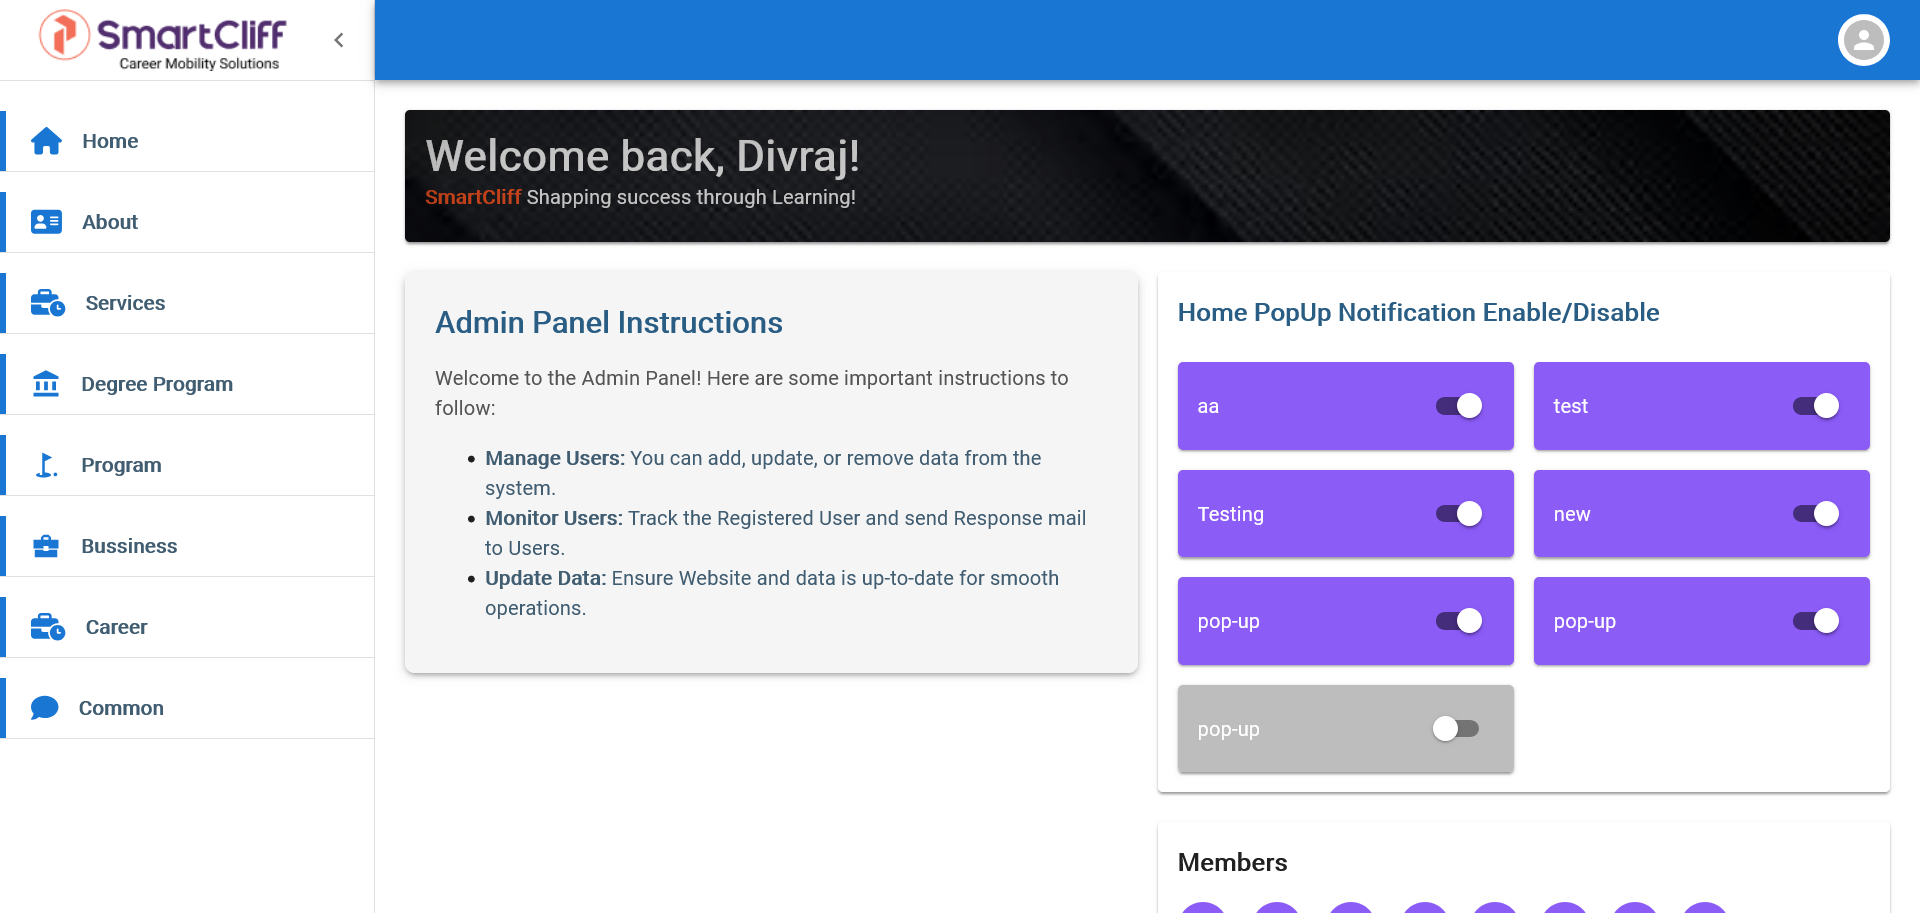 SmartCliff
Career Mobility Solutions
Home
About
Services
Degree Program
Program
Bussiness
Career
Common
Welcome back, Divraj!
SmartCliff Shapping success through Learning!
Admin Panel Instructions
Welcome to the Admin Panel! Here are some important instructions to
follow:
Manage Users: You can add, update, or remove data from the
system.
Monitor Users: Track the Registered User and send Response mail
to Users.
Update Data: Ensure Website and data is up-to-date for smooth
operations.
Home PopUp Notification Enable/Disable
aa
test
Testing
new
pop-up
pop-up
pop-up
Members